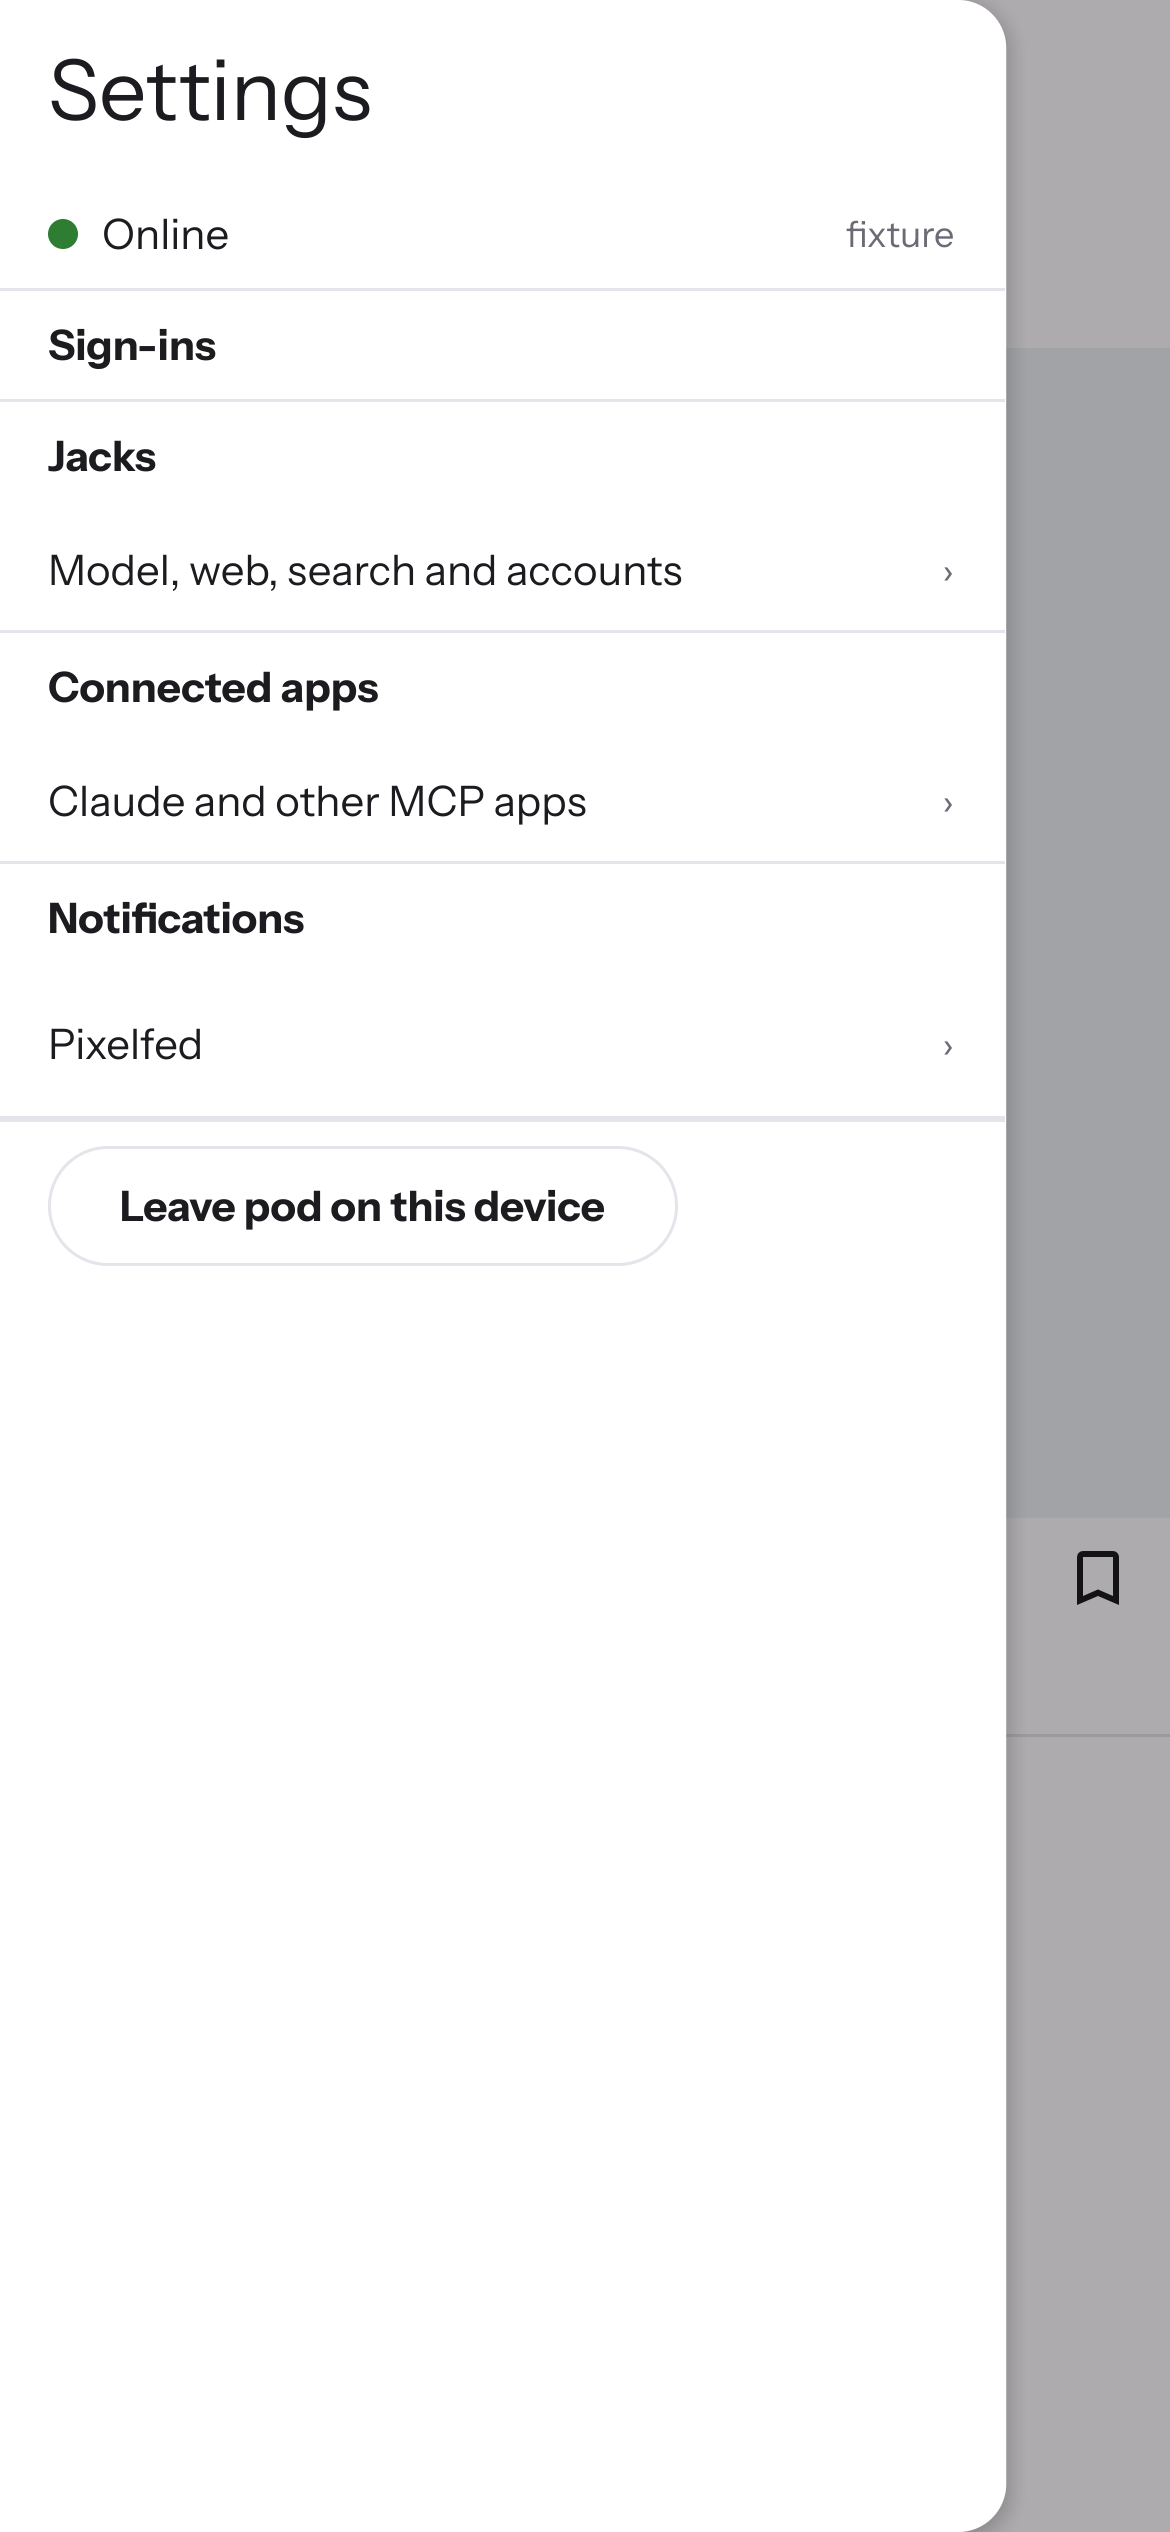 Settings
Online
fixture
Sign-ins
Jacks
Model, web, search and accounts
Connected apps
Claude and other MCP apps
Notifications
Pixelfed
Leave pod on this device